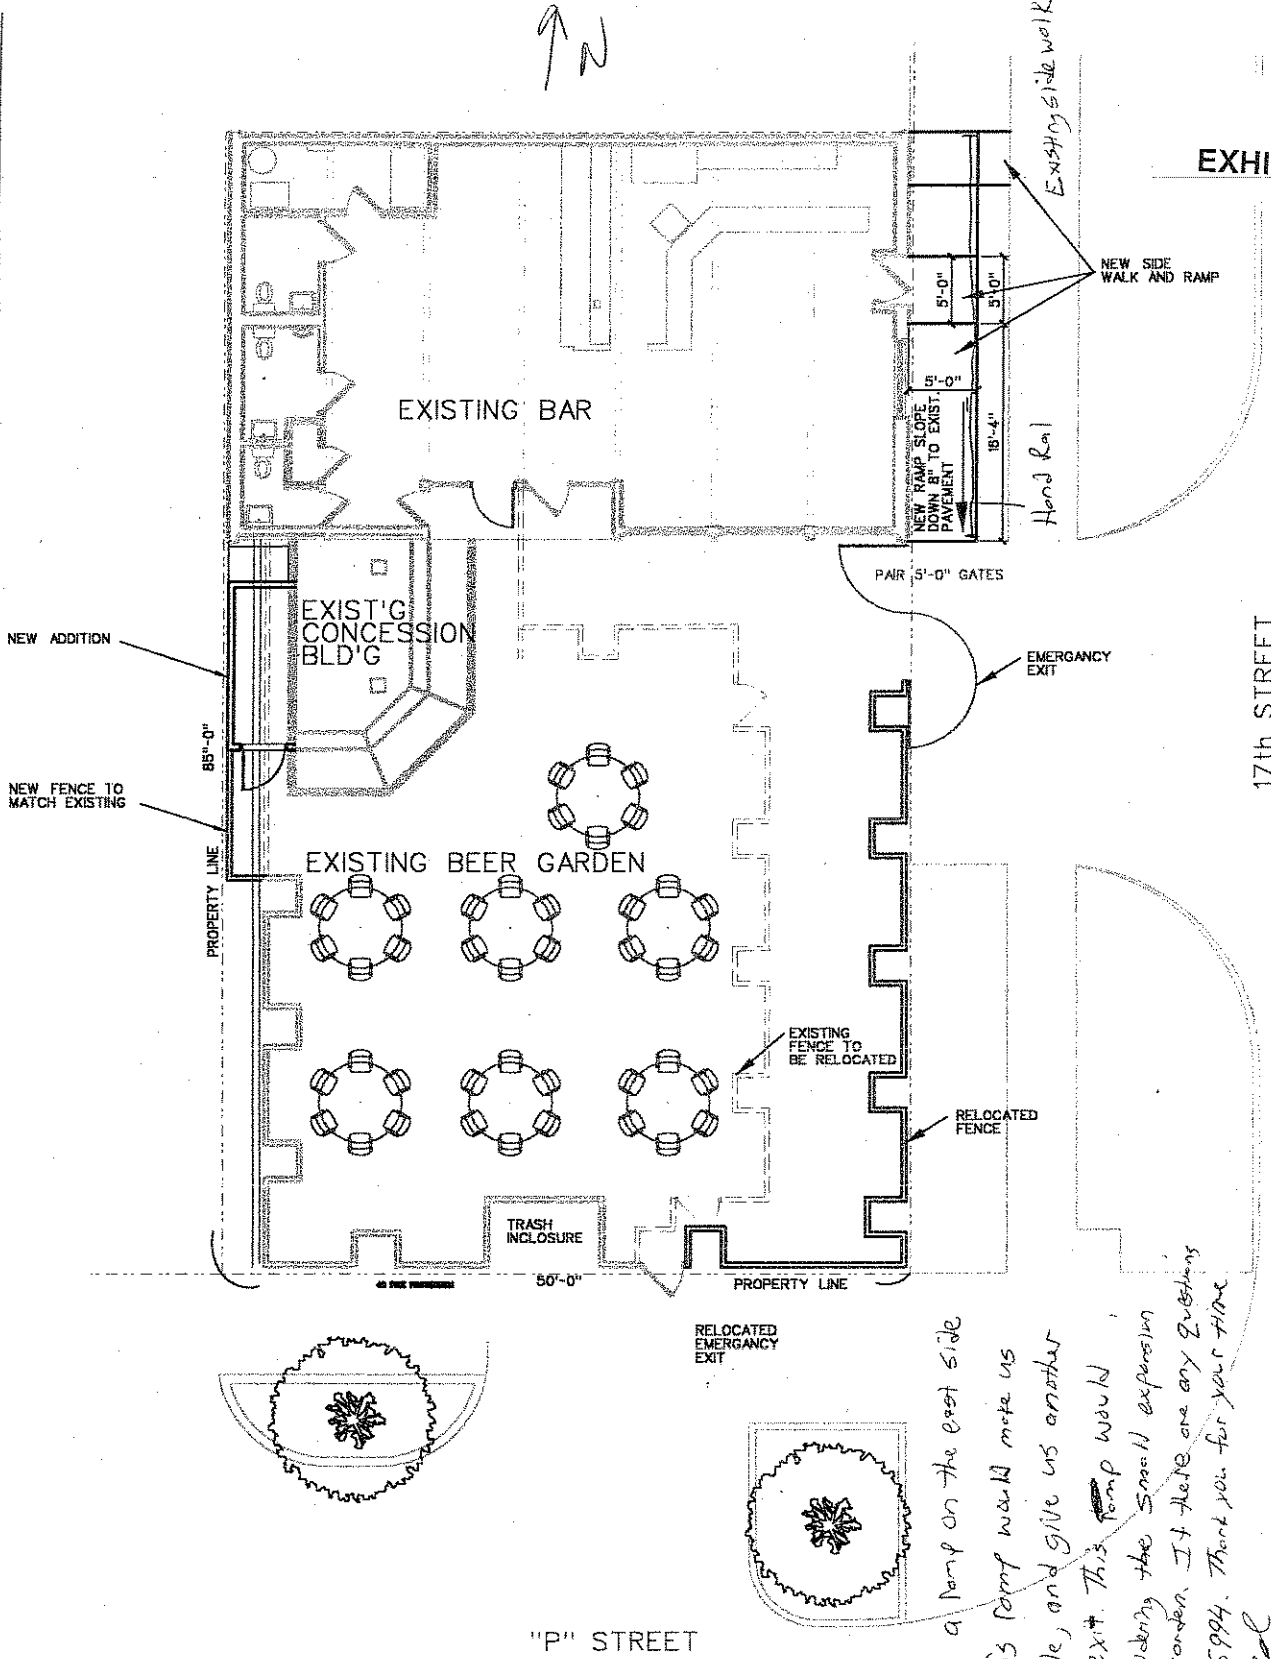 N
Existing side walk
EXHI
NEW SIDE
WALK AND RAMP
5'-0"
5'-0"
5'-0"
EXISTING BAR
NEW RAMP SLOPE
DOWN 8" TO EXIST.
PAVEMENT
16'-4"
Hand Rail
PAIR 5'-0" GATES
EXIST'G
CONCESSION
BLD'G
NEW ADDITION
EMERGANCY
EXIT
17th STREET
85"-0"
NEW FENCE TO
MATCH EXISTING
EXISTING BEER GARDEN
PROPERTY LINE
EXISTING
FENCE TO
BE RELOCATED
RELOCATED
FENCE
TRASH
INCLOSURE
50'-0"
PROPERTY LINE
RELOCATED
EMERGANCY
EXIT
a ramp on the east side
ramp would make us
and give us another
exit. This ramp would
the small expansion
If there are any questions
5994. Thank you for your time
"P" STREET